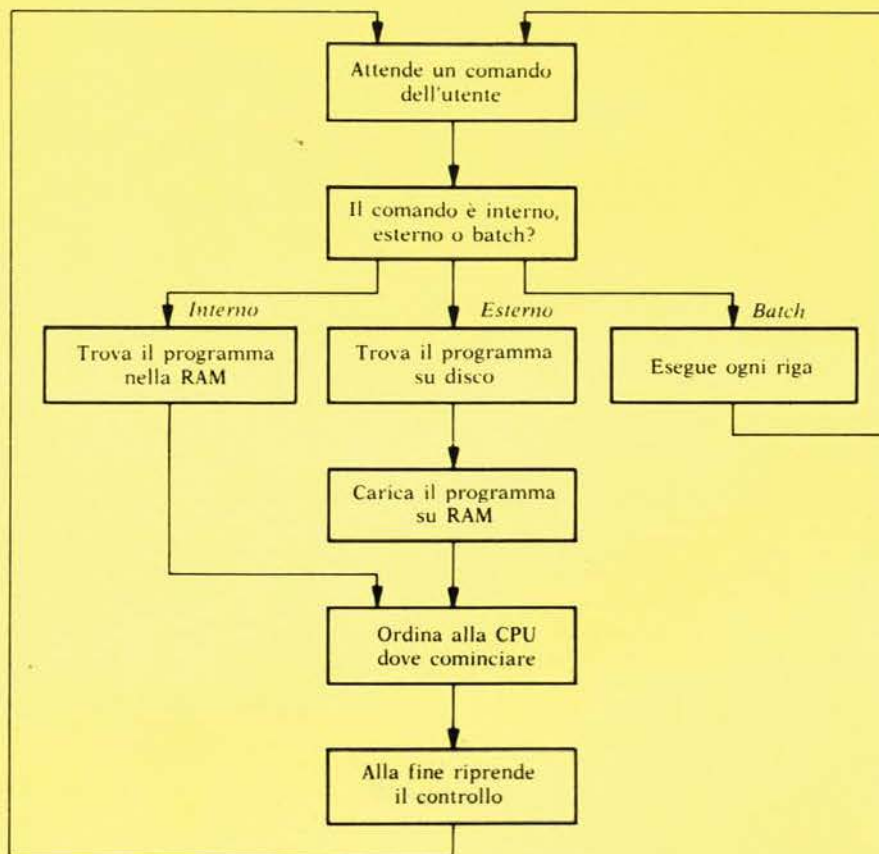 Attende un comando
dell'utente
Il comando è interno,
esterno o batch?
Interno
Esterno
Batch
Trova il programma
nella RAM
Trova il programma
su disco
Esegue ogni riga
Carica il programma
su RAM
Ordina alla CPU
dove cominciare
Alla fine riprende
il controllo